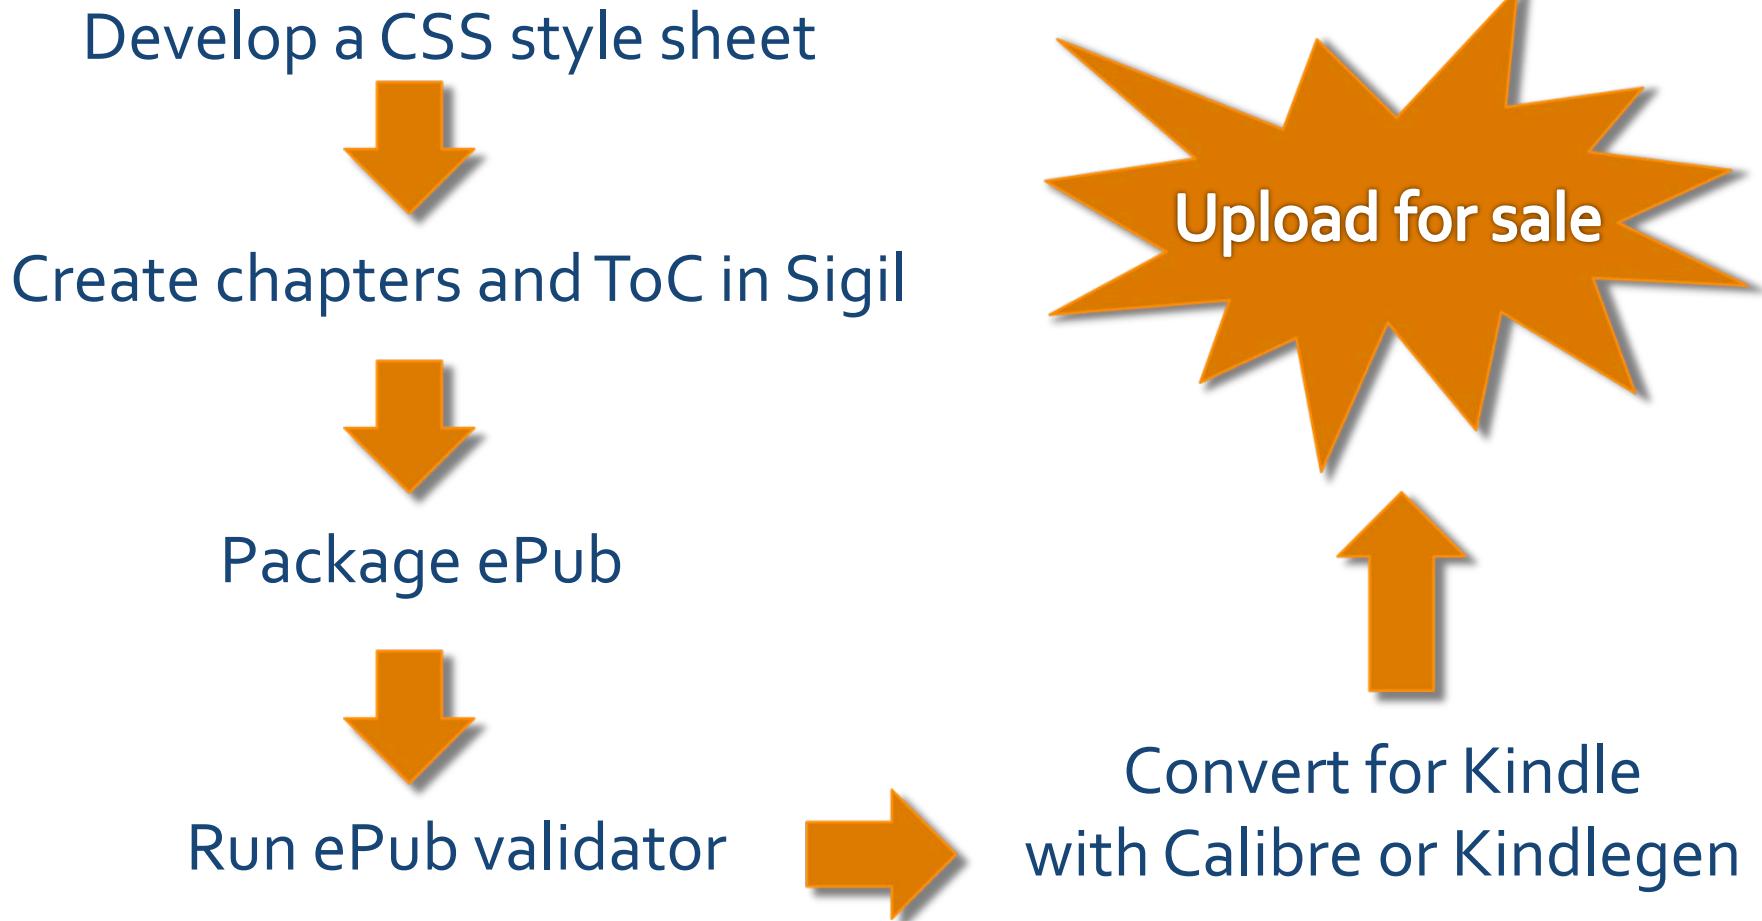 Develop a CSS style sheet
Create chapters and ToC in Sigil
Package ePub
Run ePub validator
Convert for Kindle
with Calibre or Kindlegen
Upload for sale